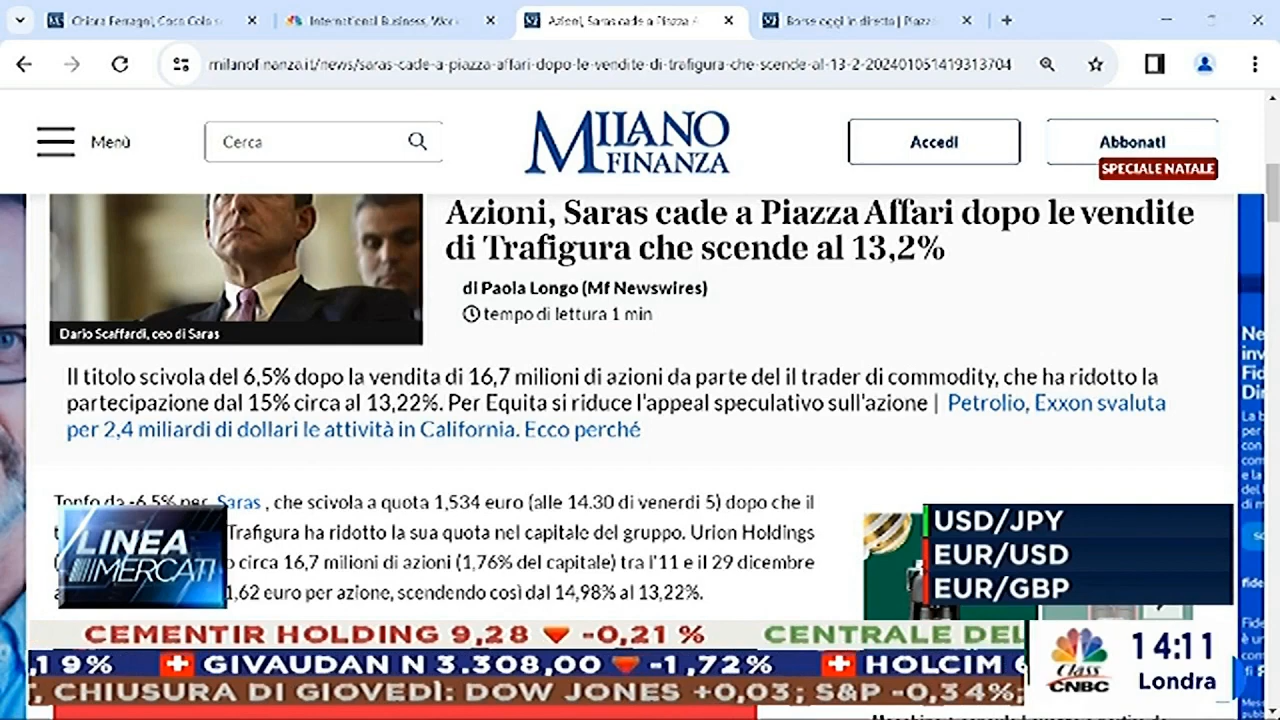 Chiara Ferragni, Coca Cola s
International Business, Wor
Azioni, Saras cade a Piazza A
Borse oggi in diretta | Piazz
milanofinanza.it/news/saras-cade-a-piazza-affari-dopo-le-vendite-di-trafigura-che-scende-al-13-2-202401051419313704
Menù
Cerca
MILANO
FINANZA
Accedi
Abbonati
SPECIALE NATALE
Azioni, Saras cade a Piazza Affari dopo le vendite
di Trafigura che scende al 13,2%
di Paola Longo (Mf Newswires)
tempo di lettura 1 min
Dario Scaffardi, ceo di Saras
Il titolo scivola del 6,5% dopo la vendita di 16,7 milioni di azioni da parte del il trader di commodity, che ha ridotto la
partecipazione dal 15% circa al 13,22%. Per Equita si riduce l'appeal speculativo sull'azione | Petrolio, Exxon svaluta
per 2,4 miliardi di dollari le attività in California. Ecco perché
Tonfo da -6,5% per Saras, che scivola a quota 1,534 euro (alle 14.30 di venerdì 5) dopo che il
Trafigura ha ridotto la sua quota nel capitale del gruppo. Urion Holdings
circa 16,7 milioni di azioni (1,76% del capitale) tra l'11 e il 29 dicembre
1,62 euro per azione, scendendo così dal 14,98% al 13,22%.
LINEA
MERCATI
USD/JPY
EUR/USD
EUR/GBP
CEMENTIR HOLDING 9,28 -0,21 % CENTRALE DEL
,19% GIVAUDAN N 3.308,00 -1,72% HOLCIM
CHIUSURA DI GIOVEDÌ: DOW JONES +0,03; S&P -0,34%;
Class
CNBC
14:11
Londra